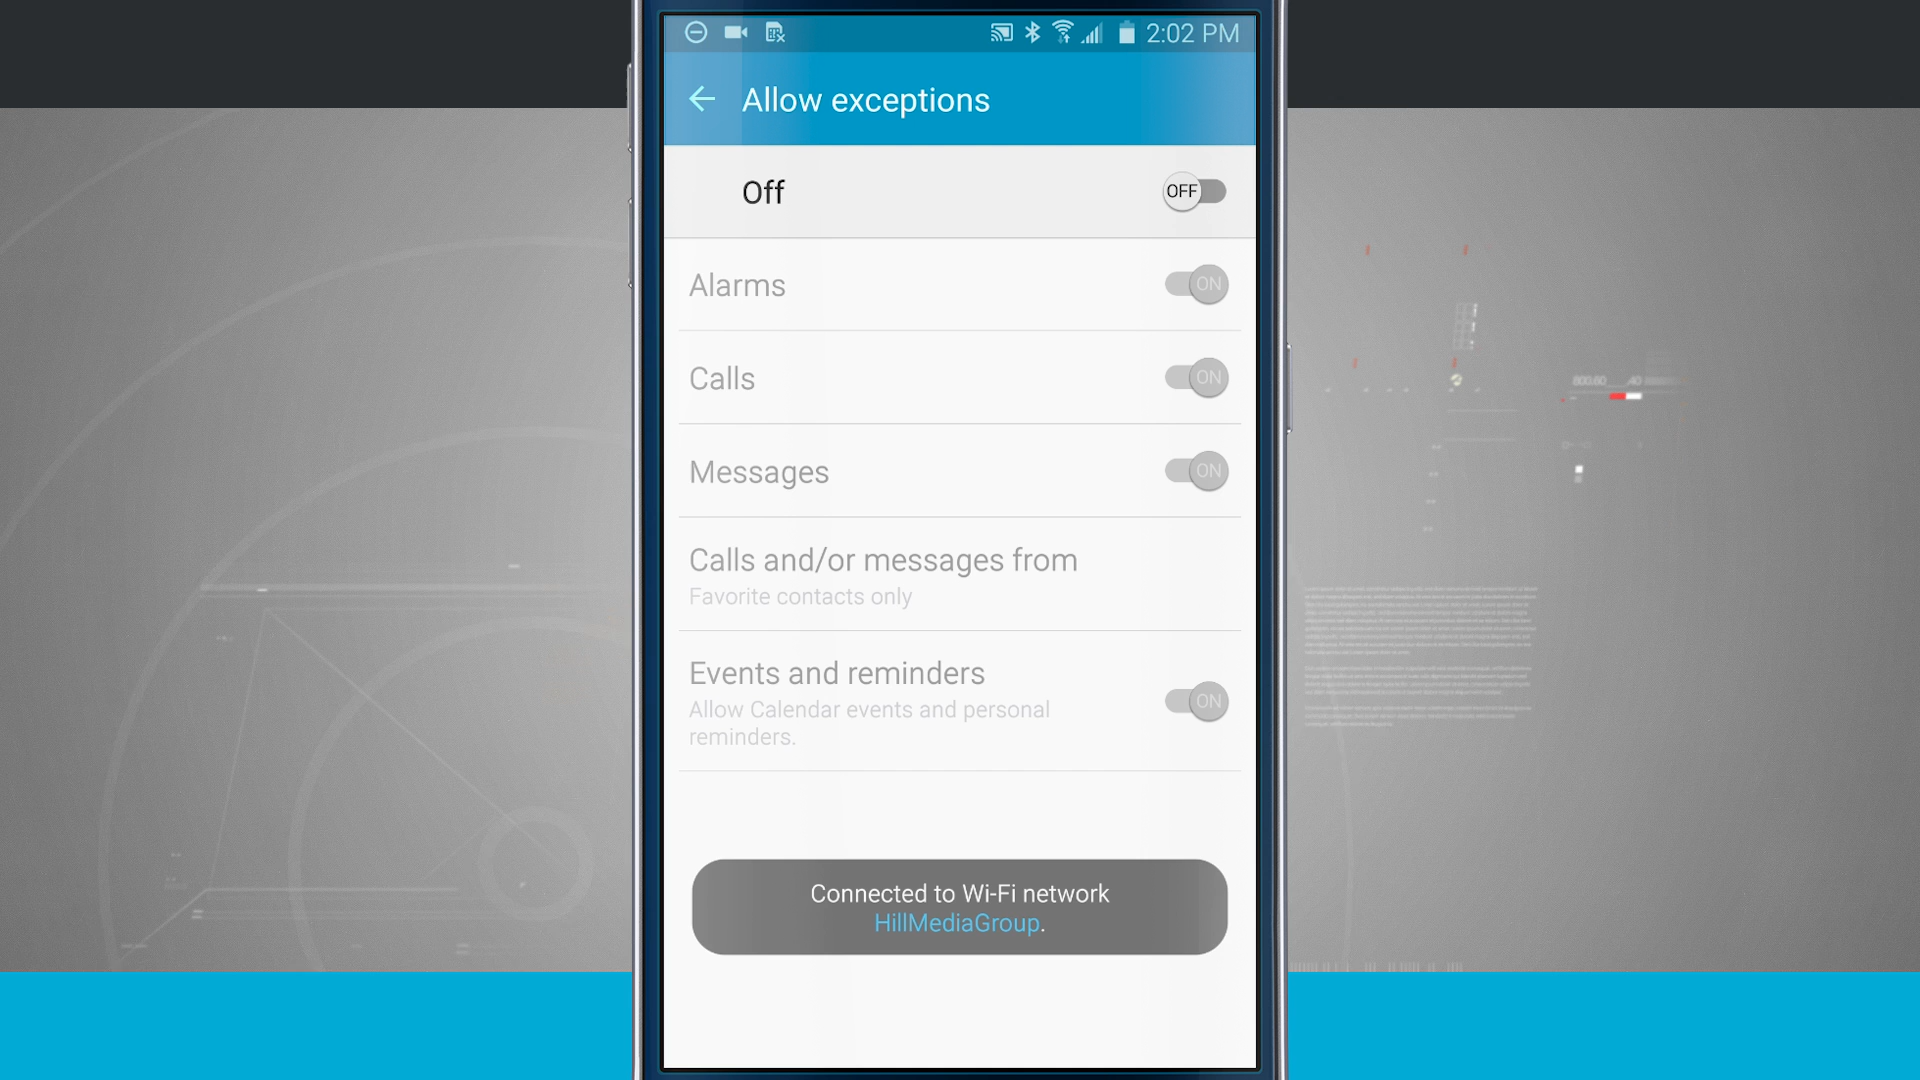 2:02 PM
Allow exceptions
Off
OFF
Alarms
ON
Calls
ON
Messages
ON
Calls and/or messages from
Favorite contacts only
Events and reminders
ON
Allow Calendar events and personal
reminders.
Connected to Wi-Fi network
HillMediaGroup.